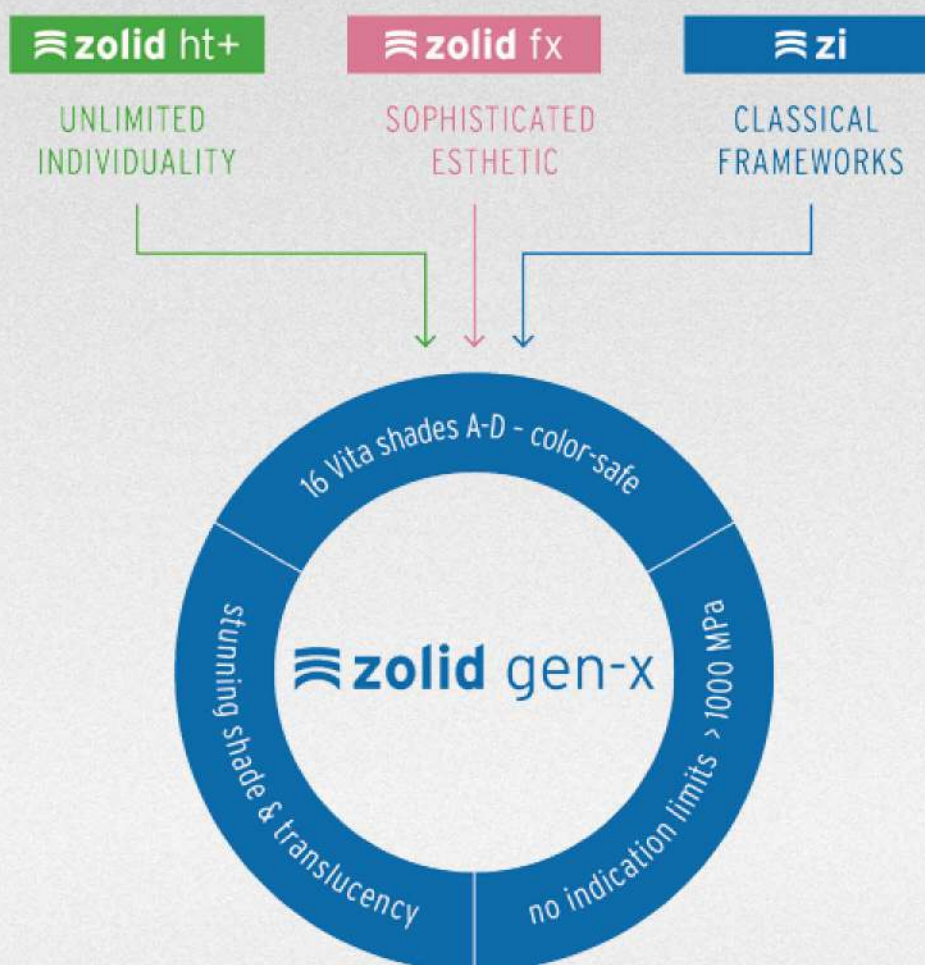 zolid ht+
zolid fx
zi
UNLIMITED
INDIVIDUALITY
SOPHISTICATED
ESTHETIC
CLASSICAL
FRAMEWORKS
16 Vita shades A-D - color-safe
stunning shade & translucency
zolid gen-x
no indication limits > 1000 MPa